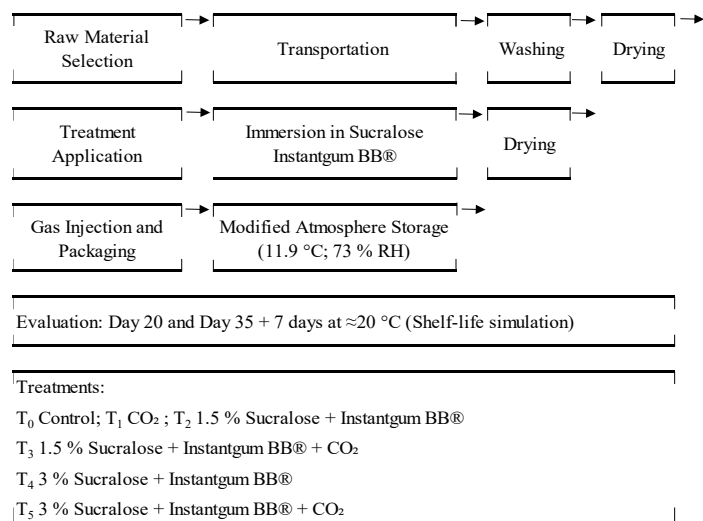 Raw Material Selection
Transportation
Washing
Drying
Treatment Application
Immersion in Sucralose Instantgum BB®
Drying
Gas Injection and Packaging
Modified Atmosphere Storage (11.9 °C; 73 % RH)
Evaluation: Day 20 and Day 35 + 7 days at ≈20 °C (Shelf-life simulation)
Treatments:
T₀ Control; T₁ CO₂ ; T₂ 1.5 % Sucralose + Instantgum BB®
T₃ 1.5 % Sucralose + Instantgum BB® + CO₂
T₄ 3 % Sucralose + Instantgum BB®
T₅ 3 % Sucralose + Instantgum BB® + CO₂